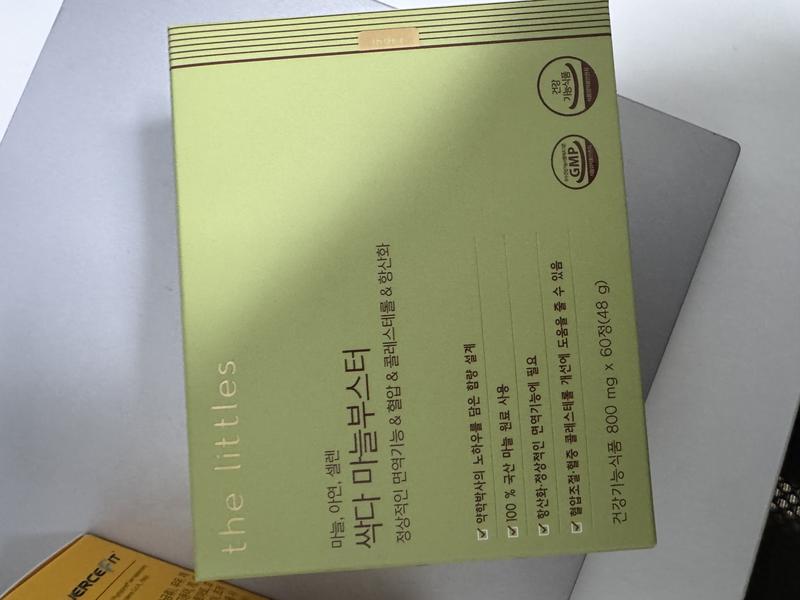 the littles
마늘, 아연, 셀렌
싹다 마늘부스터
정상적인 면역기능 & 혈압 & 콜레스테롤 & 항산화
약학박사의 노하우를 담은 함량 설계
100 % 국산 마늘 원료 사용
항산화·정상적인 면역기능에 필요
혈압조절·혈중 콜레스테롤 개선에 도움을 줄 수 있음
건강기능식품 800 mg x 60정(48 g)
건강
기능식품
GMP
VERCEFIT